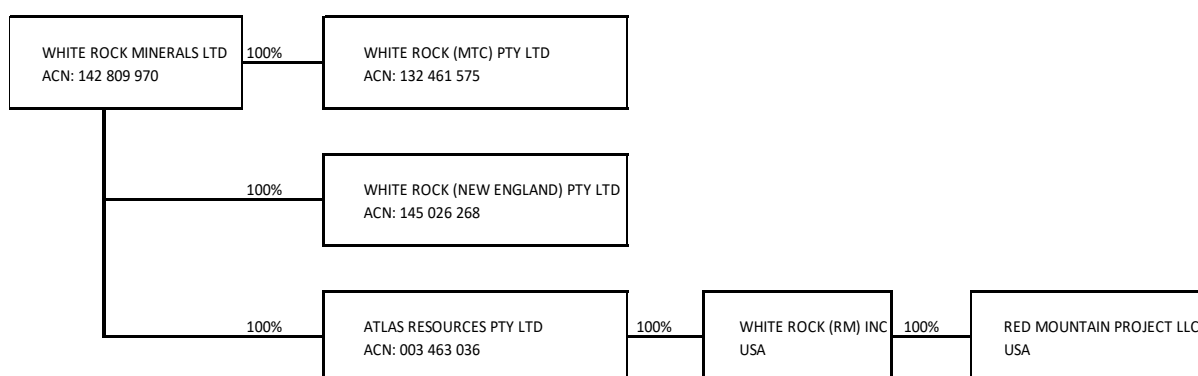 WHITE ROCK MINERALS LTD
ACN: 142 809 970
100%
WHITE ROCK (MTC) PTY LTD
ACN: 132 461 575
100%
WHITE ROCK (NEW ENGLAND) PTY LTD
ACN: 145 026 268
100%
ATLAS RESOURCES PTY LTD
ACN: 003 463 036
100%
WHITE ROCK (RM) INC
USA
100%
RED MOUNTAIN PROJECT LLC
USA